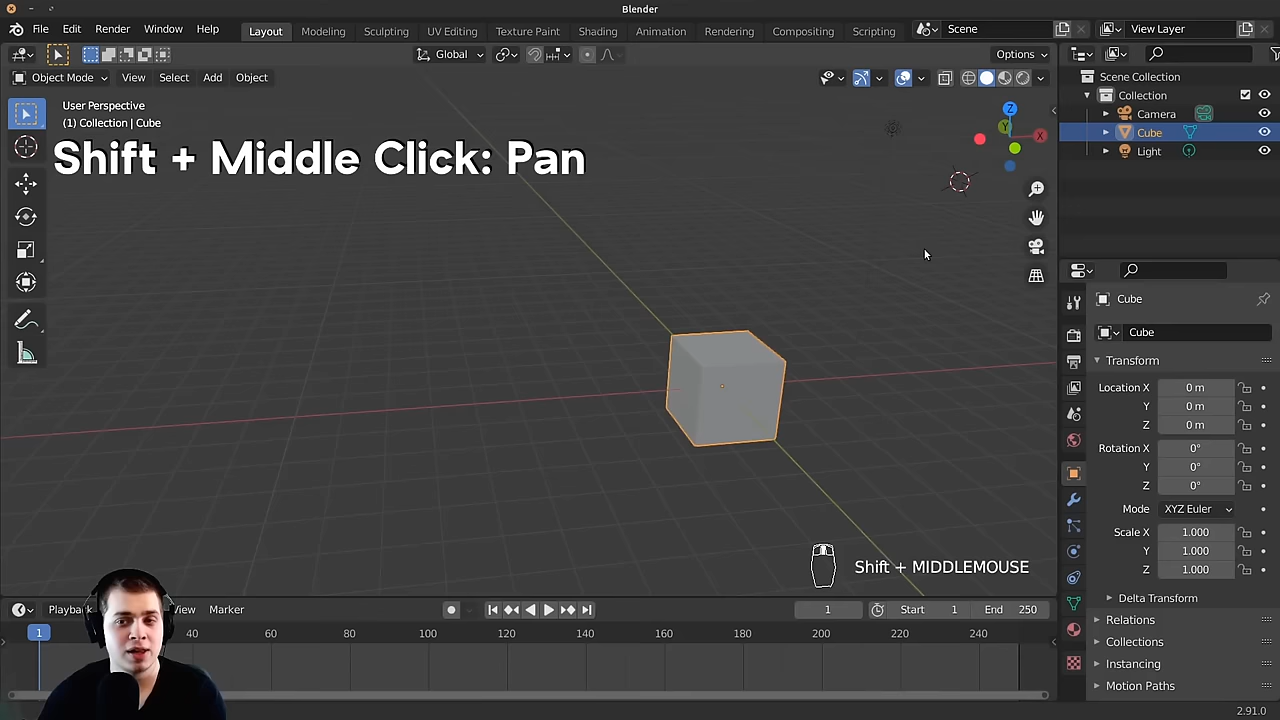 Blender
File Edit Render Window Help Layout Modeling Sculpting UV Editing Texture Paint Shading Animation Rendering Compositing Scripting Scene View Layer
Global Options
Object Mode View Select Add Object
User Perspective
(1) Collection | Cube
Shift + Middle Click: Pan
Z
Y
X
Scene Collection
Collection
Camera
Cube
Light
Cube
Cube
Transform
Location X 0 m
Y 0 m
Z 0 m
Rotation X 0°
Y 0°
Z 0°
Mode XYZ Euler
Scale X 1.000
Y 1.000
Z 1.000
Delta Transform
Relations
Collections
Instancing
Motion Paths
Shift + MIDDLEMOUSE
Playback View Marker 1 Start 1 End 250
1 40 60 80 100 120 140 160 180 200 220 240
2.91.0